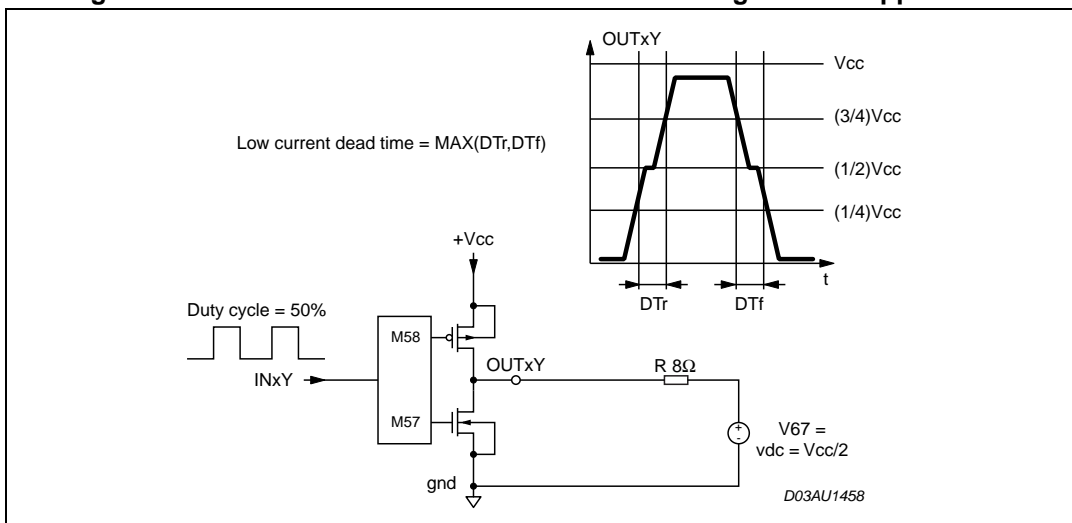 OUTxY
Vcc
Low current dead time = MAX(DTr,DTf)
(3/4)Vcc
(1/2)Vcc
(1/4)Vcc
t
DTr
DTf
+Vcc
Duty cycle = 50%
M58
INxY
OUTxY
R 8Ω
M57
+
-
V67 =
vdc = Vcc/2
gnd
D03AU1458